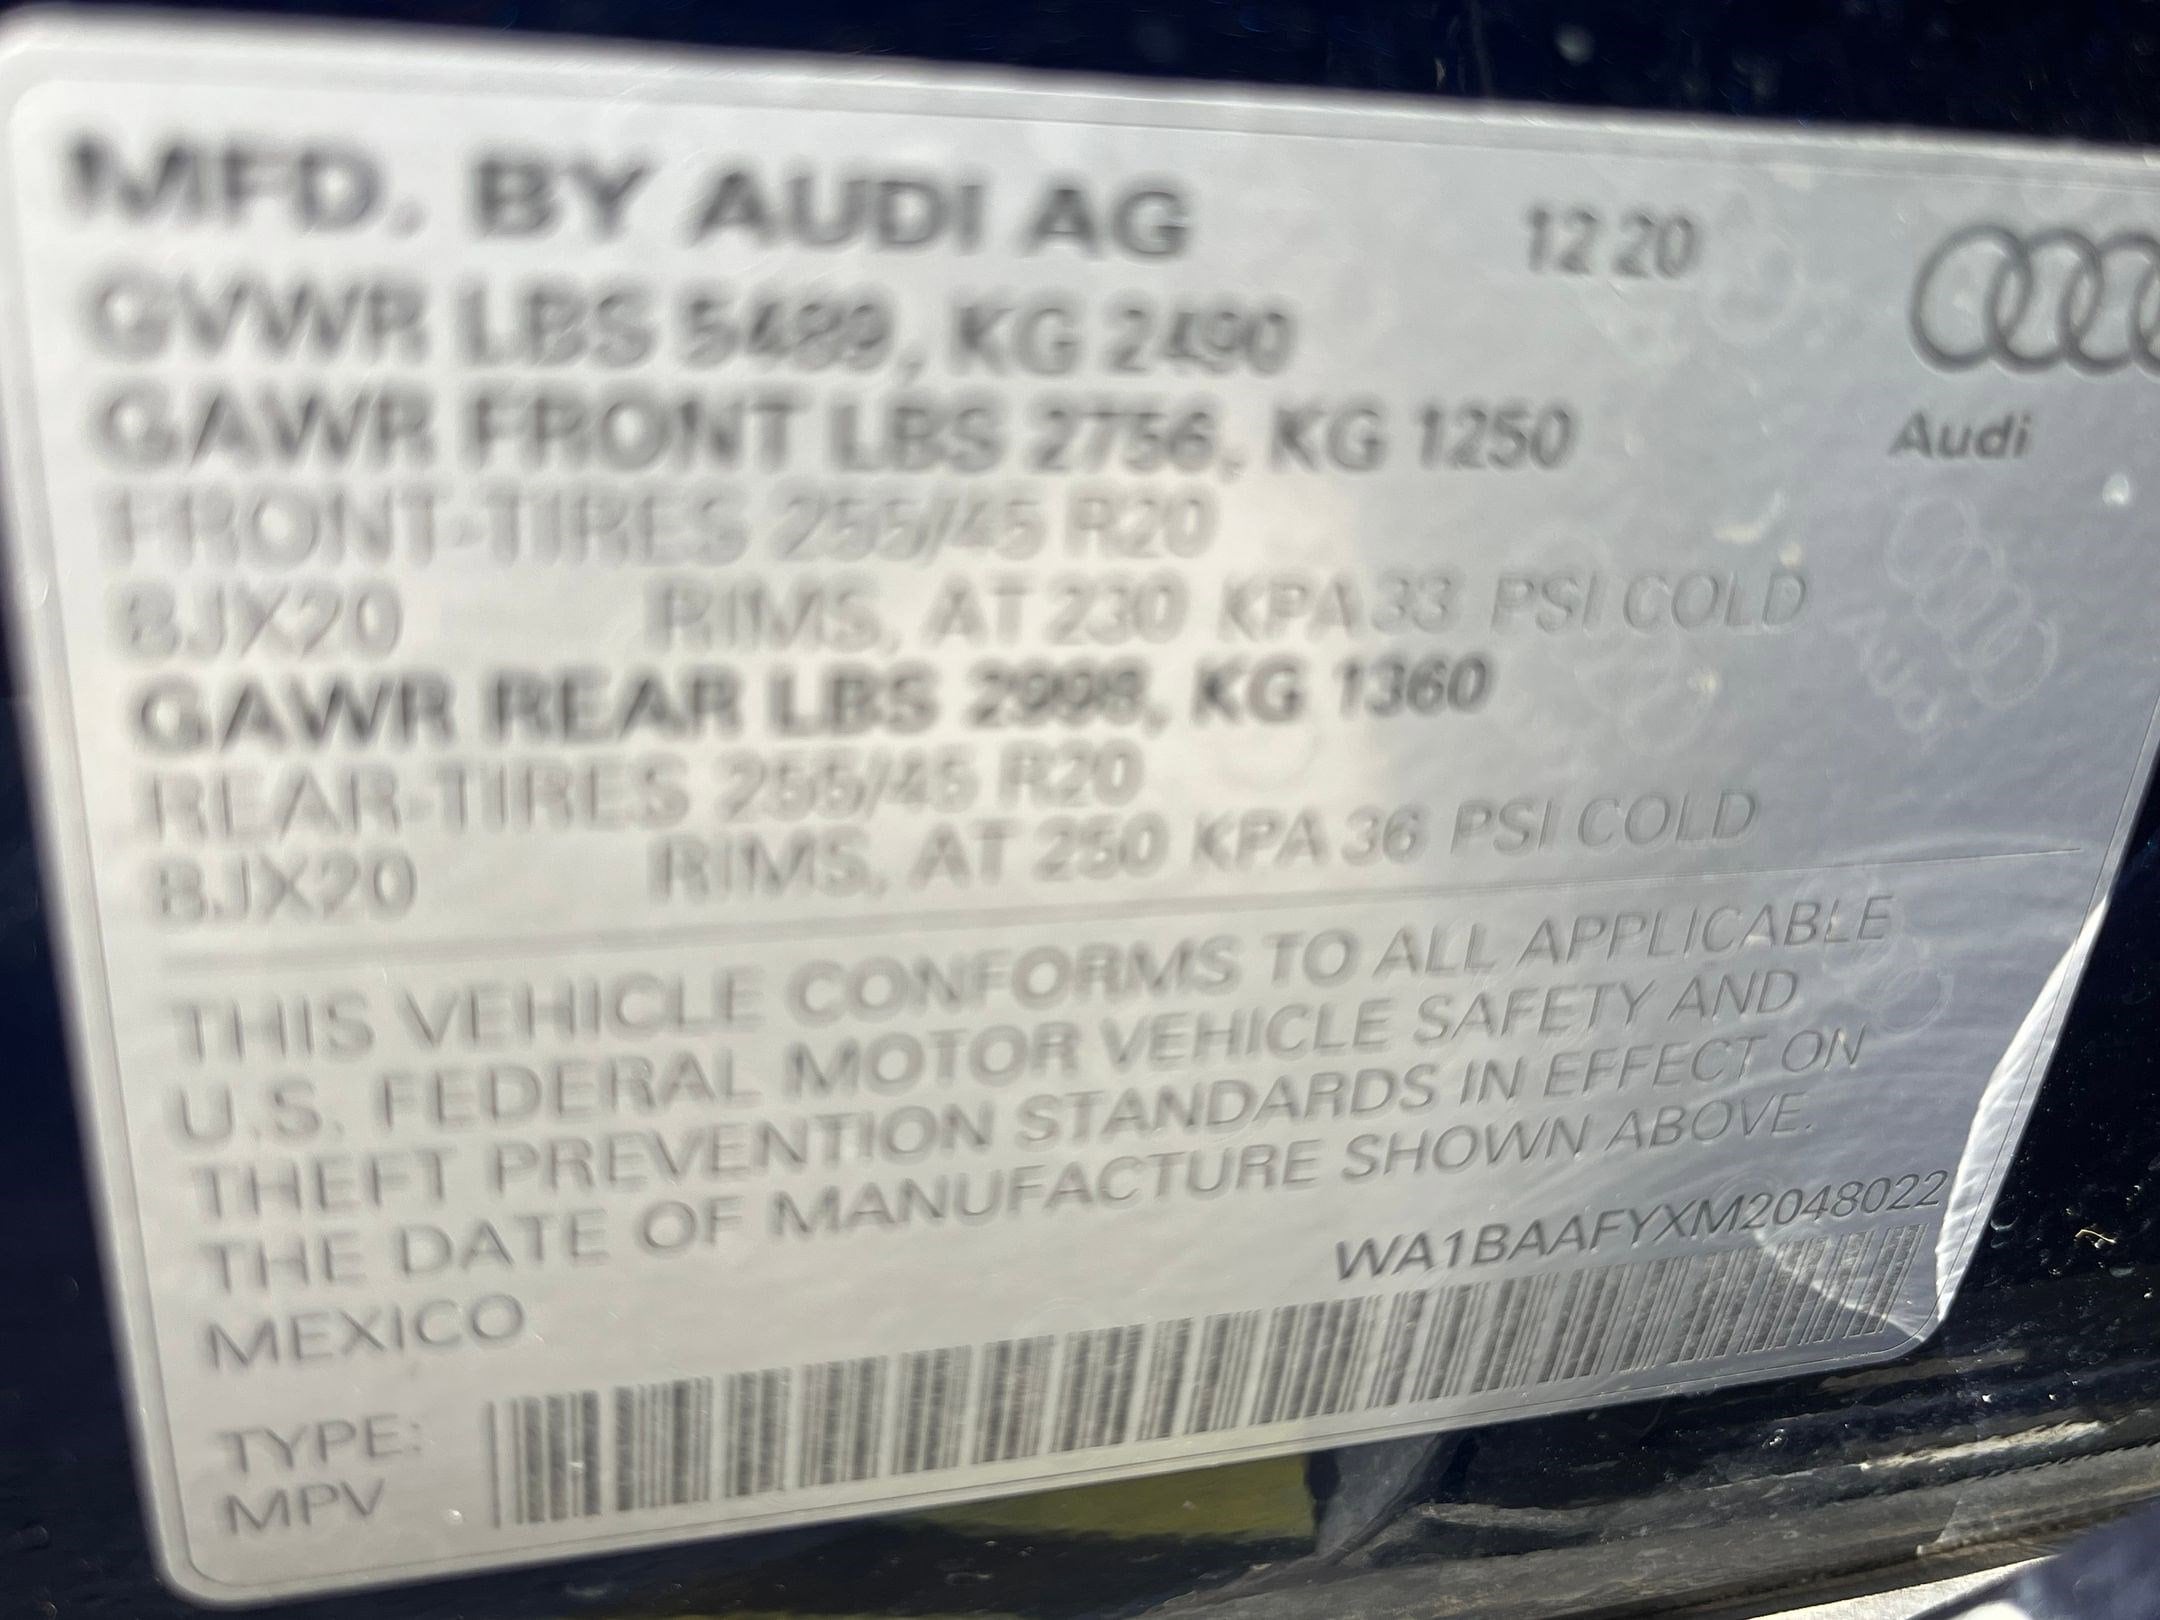 MFD. BY AUDI AG 12 20
GVWR LBS 5489, KG 2490
GAWR FRONT LBS 2756, KG 1250
Audi
FRONT-TIRES 255/45 R20
8JX20 RIMS, AT 230 KPA 33 PSI COLD
GAWR REAR LBS 2998, KG 1360
REAR-TIRES 255/45 R20
8JX20 RIMS, AT 250 KPA 36 PSI COLD
THIS VEHICLE CONFORMS TO ALL APPLICABLE
U.S. FEDERAL MOTOR VEHICLE SAFETY AND
THEFT PREVENTION STANDARDS IN EFFECT ON
THE DATE OF MANUFACTURE SHOWN ABOVE.
WA1BAAFYXM2048022
MEXICO
TYPE:
MPV